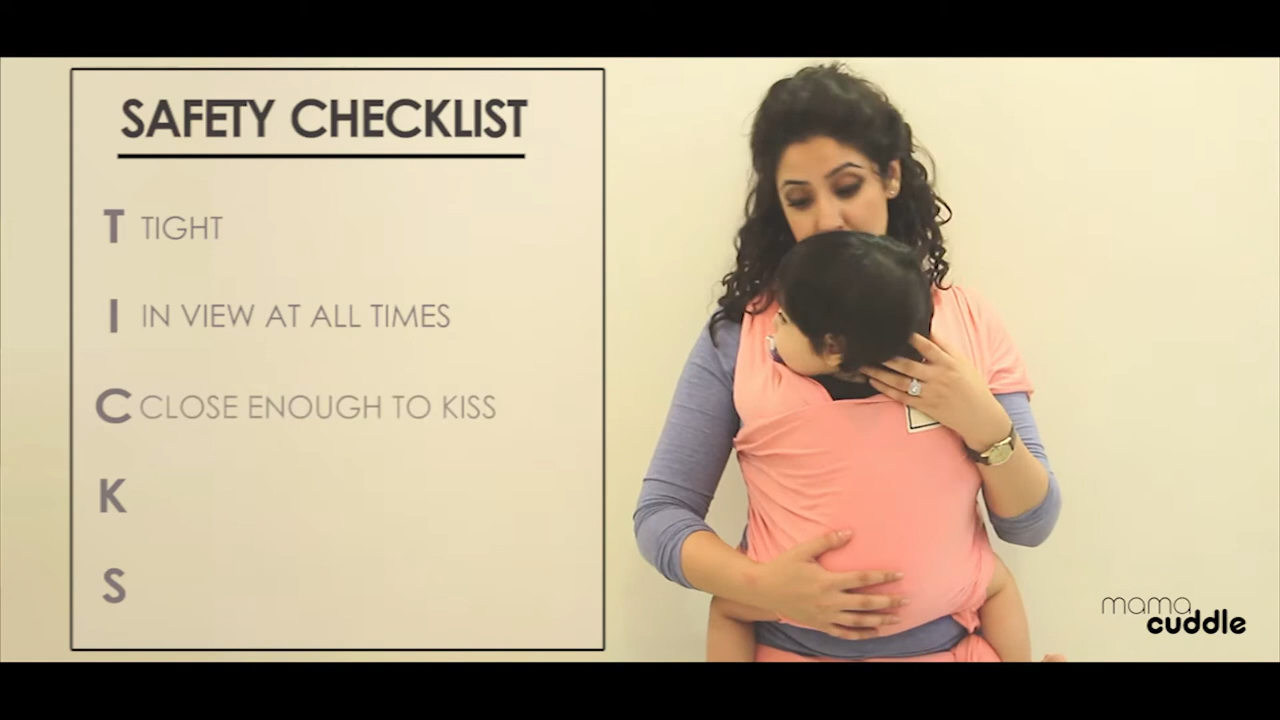 SAFETY CHECKLIST
T TIGHT
I IN VIEW AT ALL TIMES
C CLOSE ENOUGH TO KISS
K
S
mama
cuddle